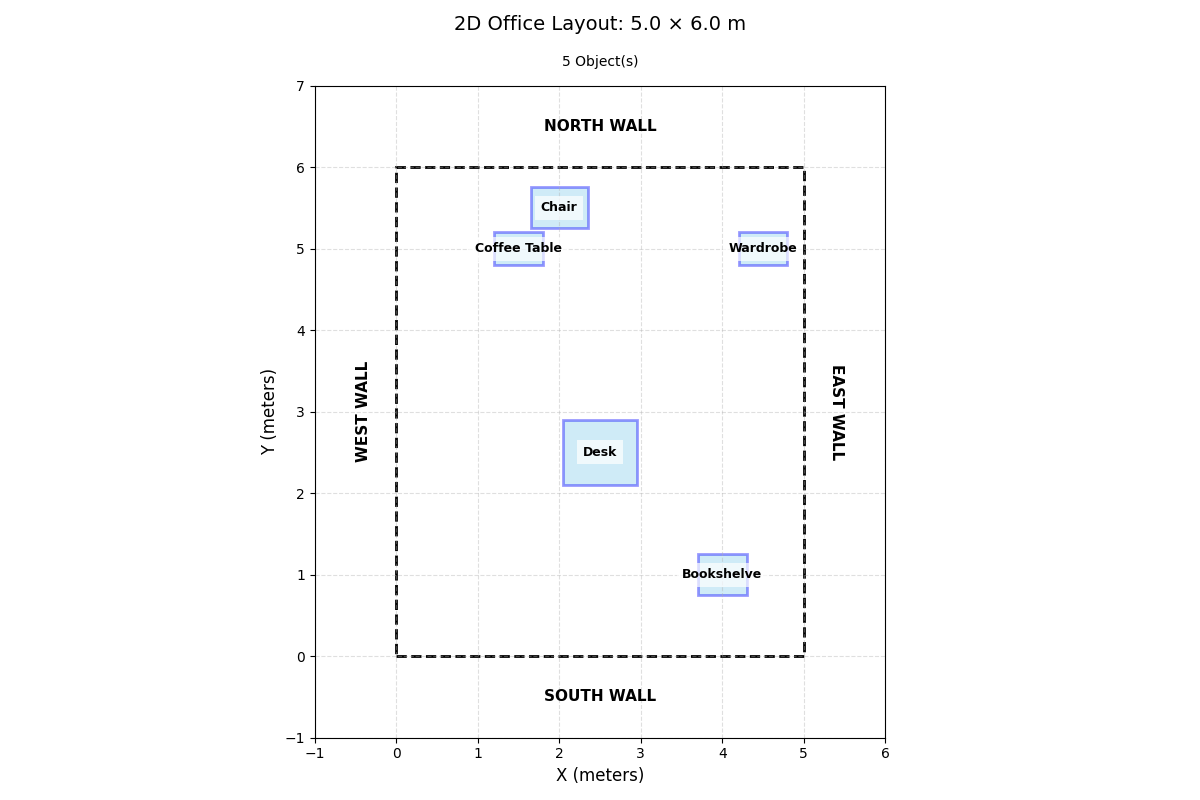 2D Office Layout: 5.0 × 6.0 m
5 Object(s)
7
6
5
4
3
2
1
0
−1
Y (meters)
NORTH WALL
Chair
Coffee Table
Wardrobe
WEST WALL
EAST WALL
Desk
Bookshelve
SOUTH WALL
−1 0 1 2 3 4 5 6
X (meters)